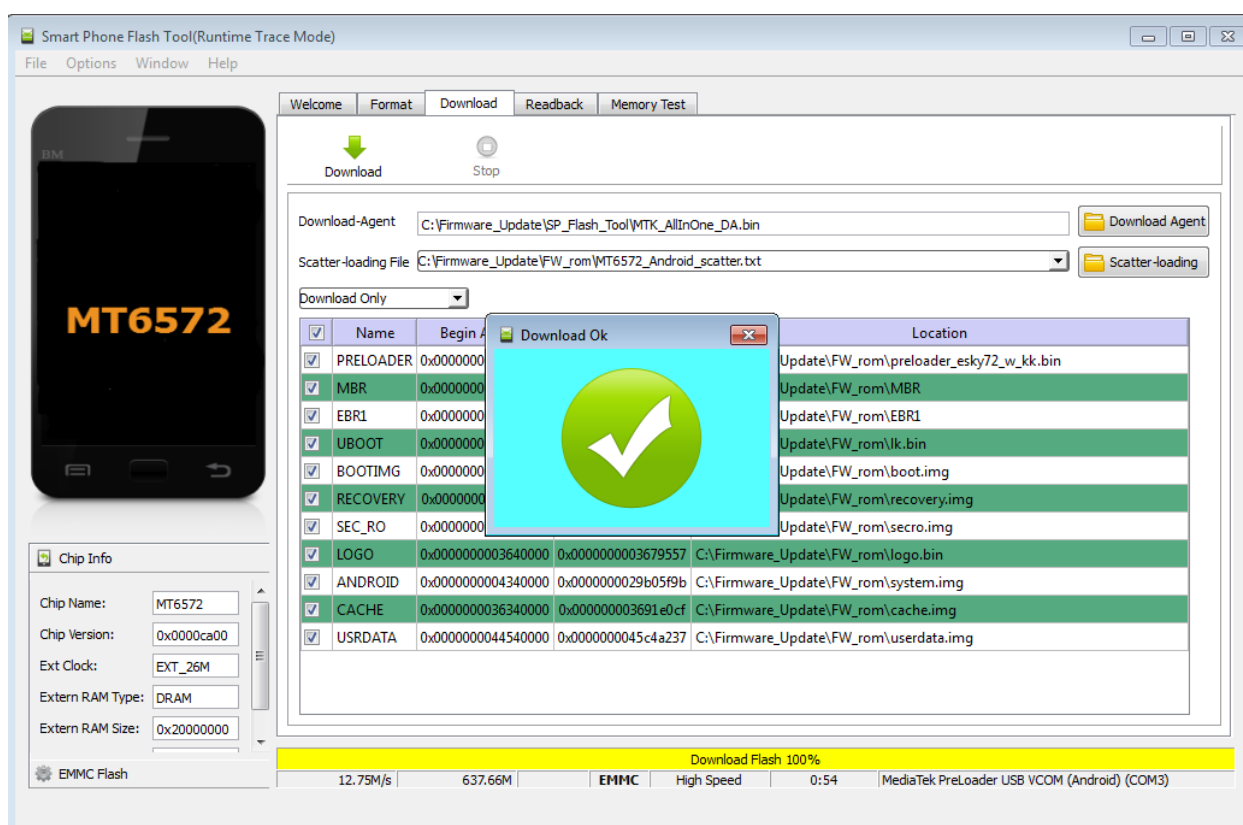 Smart Phone Flash Tool(Runtime Trace Mode)
File Options Window Help
BM
MT6572
Welcome Format Download Readback Memory Test
Download Stop
Download-Agent C:\Firmware_Update\SP_Flash_Tool\MTK_AllInOne_DA.bin Download Agent
Scatter-loading File C:\Firmware_Update\FW_rom\MT6572_Android_scatter.txt Scatter-loading
Download Only
Name Begin Location
Download Ok
PRELOADER 0x0000000 Update\FW_rom\preloader_esky72_w_kk.bin
MBR 0x0000000 Update\FW_rom\MBR
EBR1 0x0000000 Update\FW_rom\EBR1
UBOOT 0x0000000 Update\FW_rom\lk.bin
BOOTIMG 0x0000000 Update\FW_rom\boot.img
RECOVERY 0x0000000 Update\FW_rom\recovery.img
SEC_RO 0x0000000 Update\FW_rom\secro.img
LOGO 0x0000000003640000 0x0000000003679557 C:\Firmware_Update\FW_rom\logo.bin
ANDROID 0x0000000004340000 0x0000000029b05f9b C:\Firmware_Update\FW_rom\system.img
CACHE 0x0000000036340000 0x000000003691e0cf C:\Firmware_Update\FW_rom\cache.img
USRDATA 0x0000000044540000 0x0000000045c4a237 C:\Firmware_Update\FW_rom\userdata.img
Chip Info
Chip Name: MT6572
Chip Version: 0x0000ca00
Ext Clock: EXT_26M
Extern RAM Type: DRAM
Extern RAM Size: 0x20000000
EMMC Flash
Download Flash 100%
12.75M/s 637.66M EMMC High Speed 0:54 MediaTek PreLoader USB VCOM (Android) (COM3)